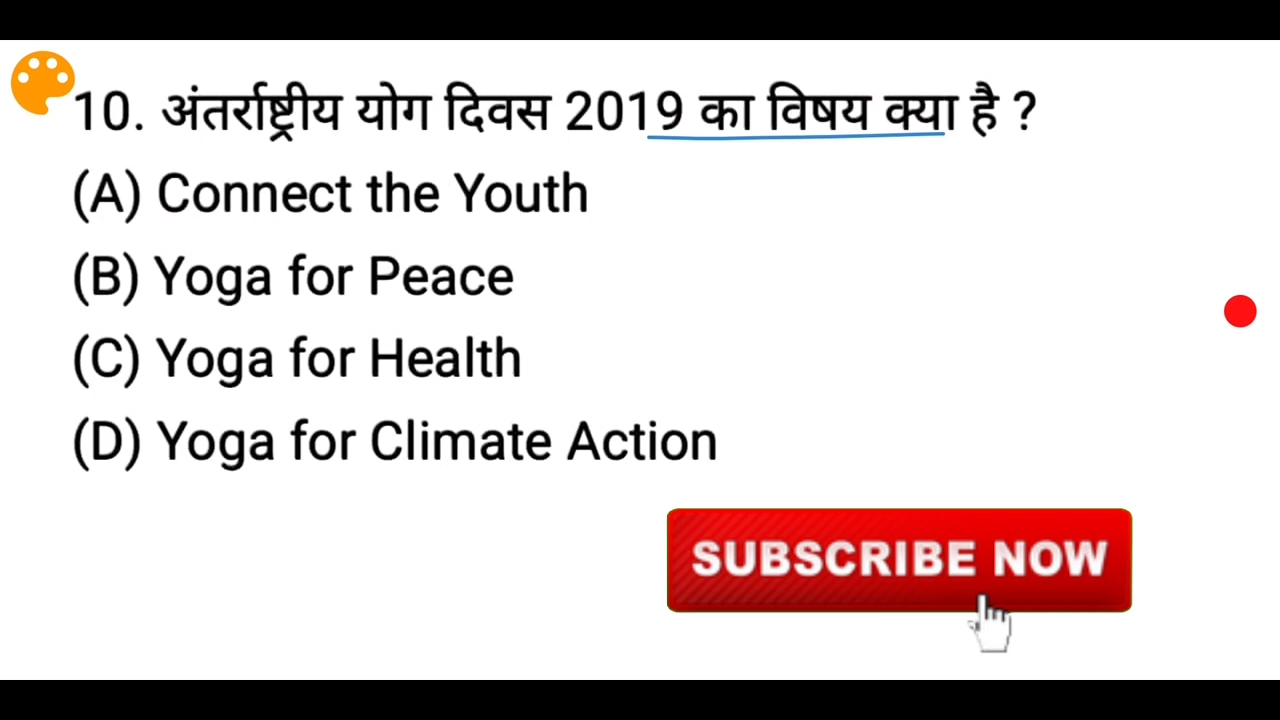 10. अंतर्राष्ट्रीय योग दिवस 2019 का विषय क्या है ?
(A) Connect the Youth
(B) Yoga for Peace
(C) Yoga for Health
(D) Yoga for Climate Action
SUBSCRIBE NOW